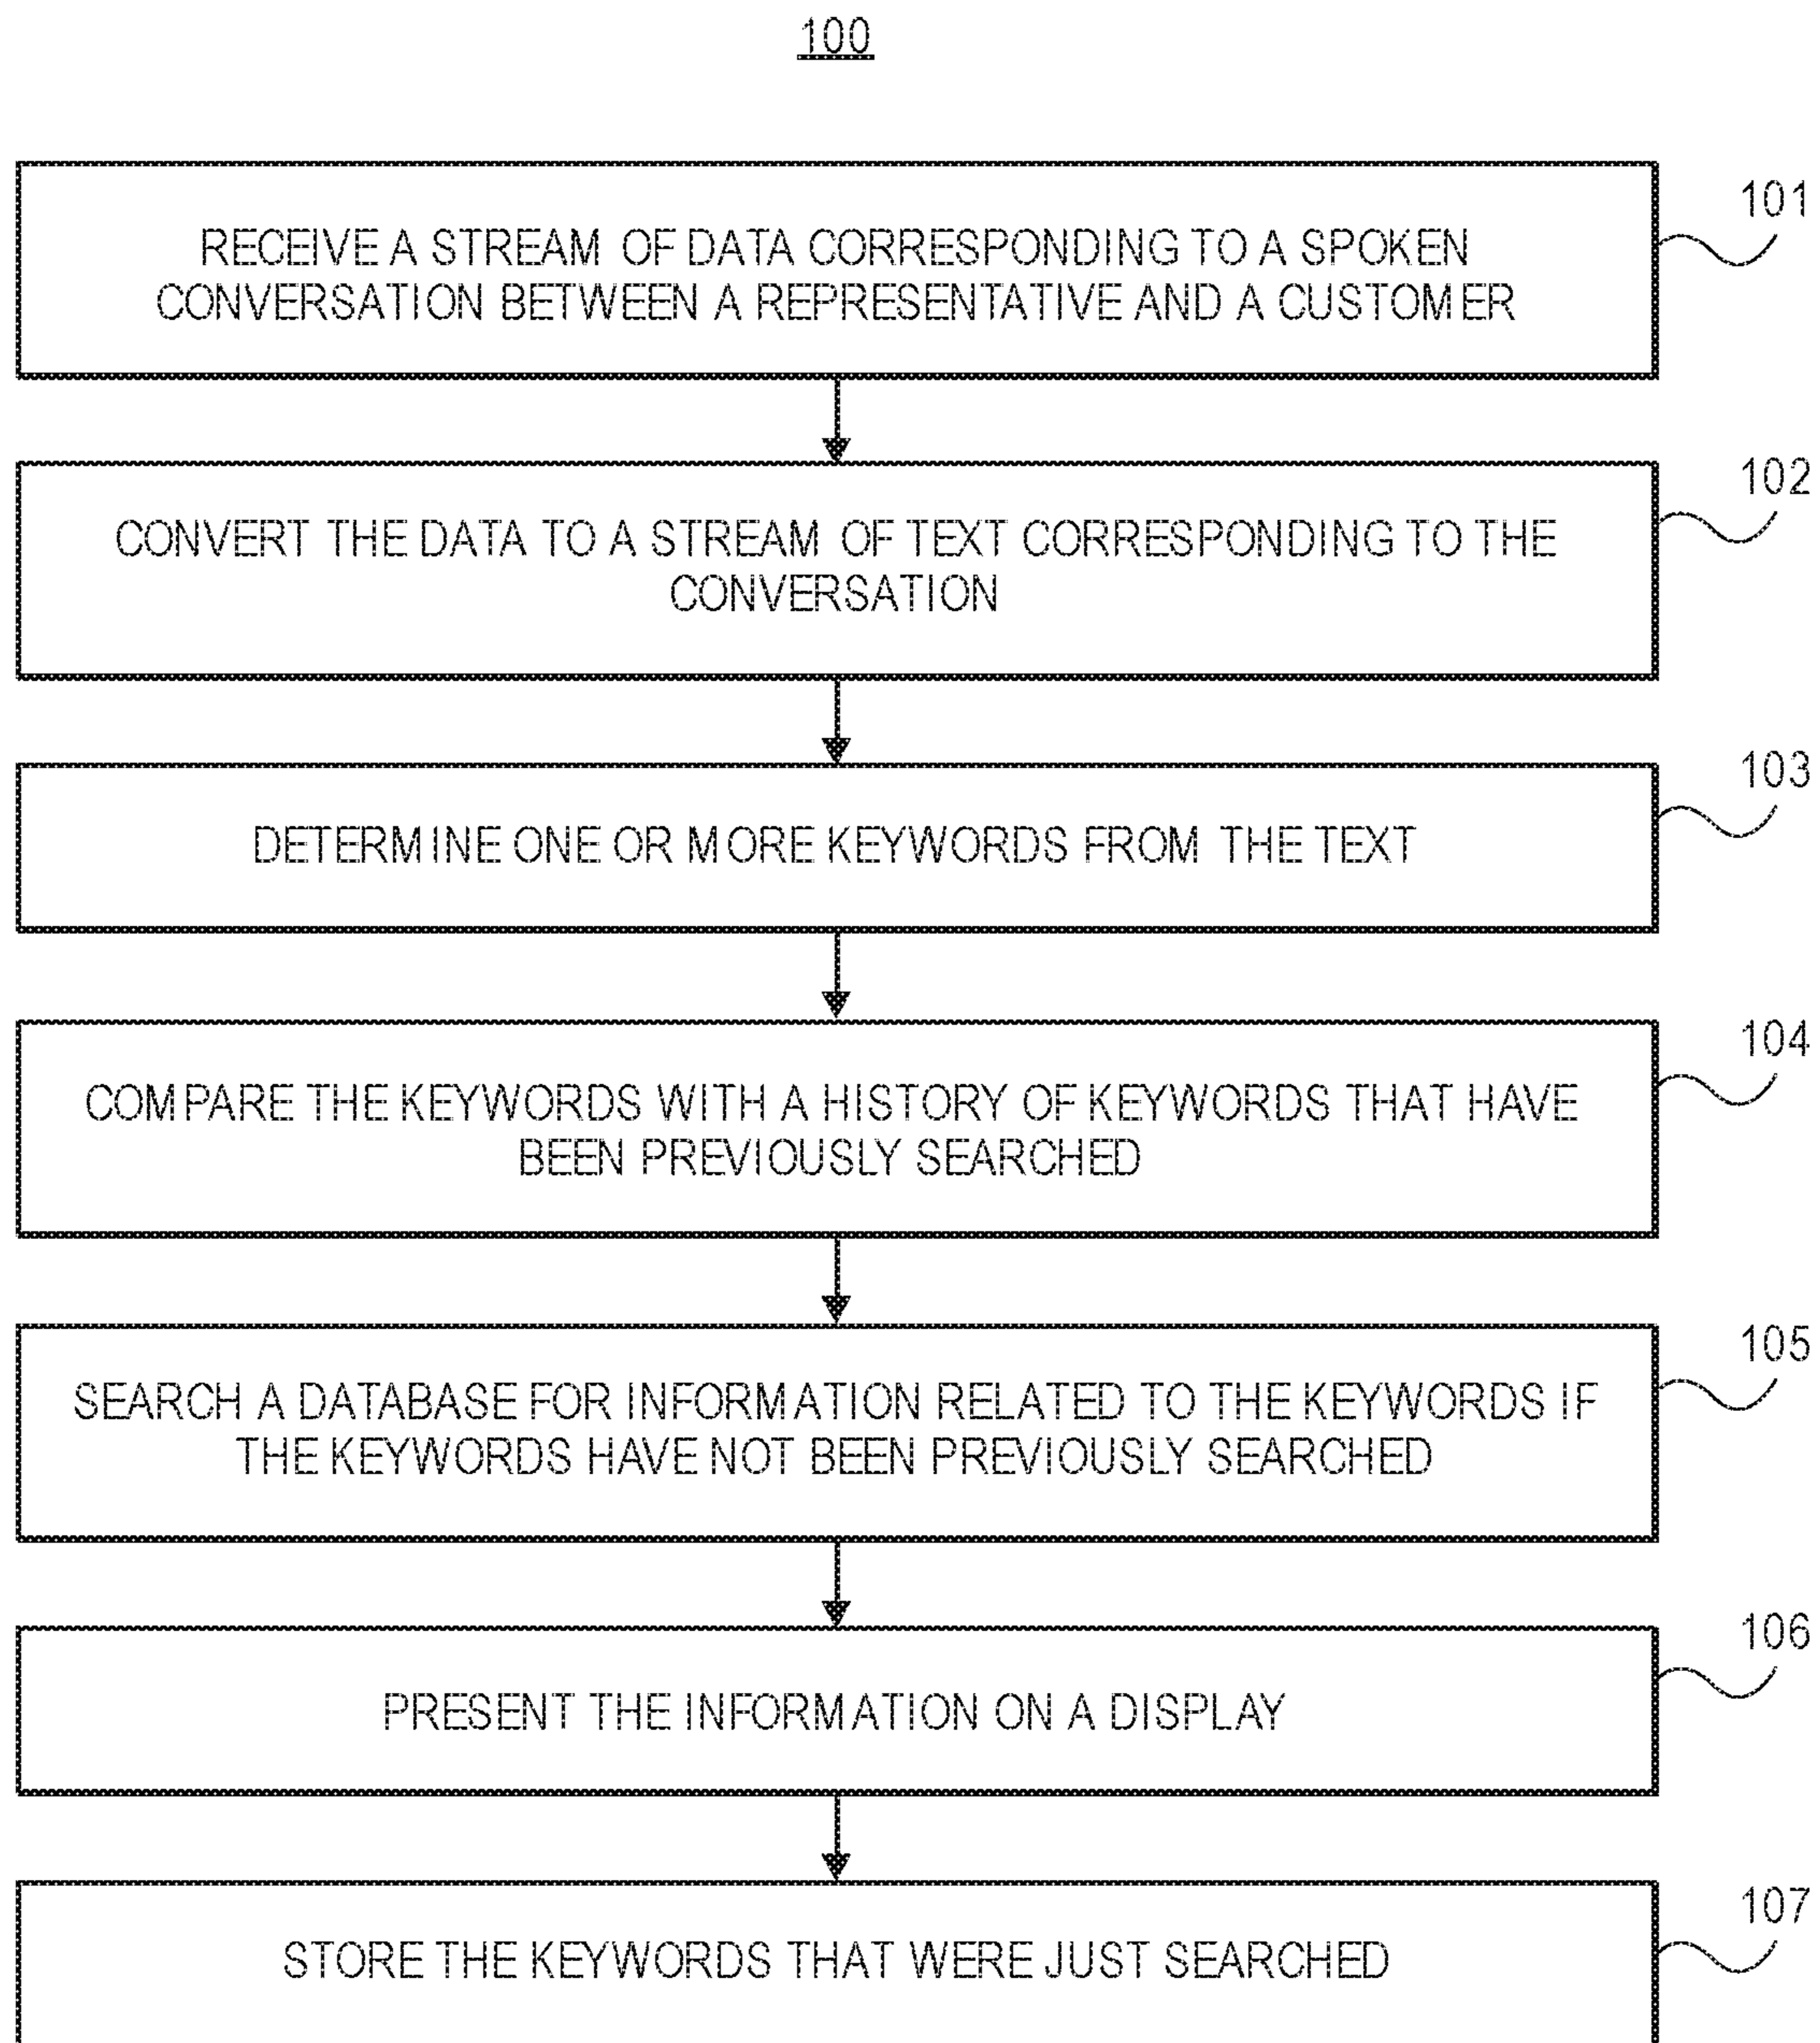 100
RECEIVE A STREAM OF DATA CORRESPONDING TO A SPOKEN
CONVERSATION BETWEEN A REPRESENTATIVE AND A CUSTOMER
101
CONVERT THE DATA TO A STREAM OF TEXT CORRESPONDING TO THE
CONVERSATION
102
DETERMINE ONE OR MORE KEYWORDS FROM THE TEXT
103
COMPARE THE KEYWORDS WITH A HISTORY OF KEYWORDS THAT HAVE
BEEN PREVIOUSLY SEARCHED
104
SEARCH A DATABASE FOR INFORMATION RELATED TO THE KEYWORDS IF
THE KEYWORDS HAVE NOT BEEN PREVIOUSLY SEARCHED
105
PRESENT THE INFORMATION ON A DISPLAY
106
STORE THE KEYWORDS THAT WERE JUST SEARCHED
107